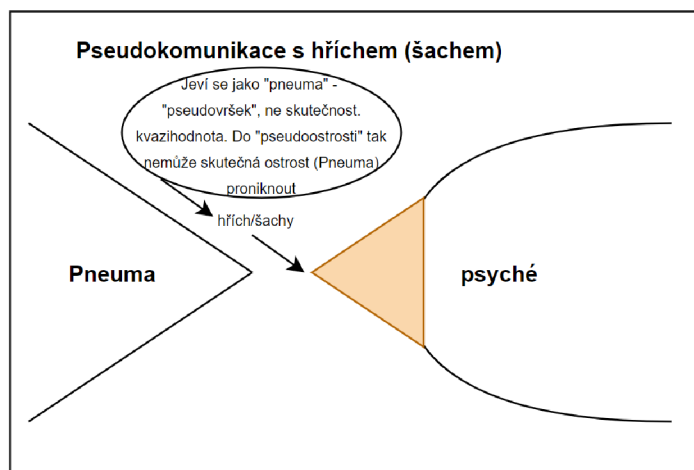 Pseudokomunikace s hříchem (šachem)
Jeví se jako "pneuma" -
"pseudovršek", ne skutečnost.
kvazihodnota. Do "pseudoostrosti" tak
nemůže skutečná ostrost (Pneuma)
proniknout
hřích/šachy
Pneuma
psyché